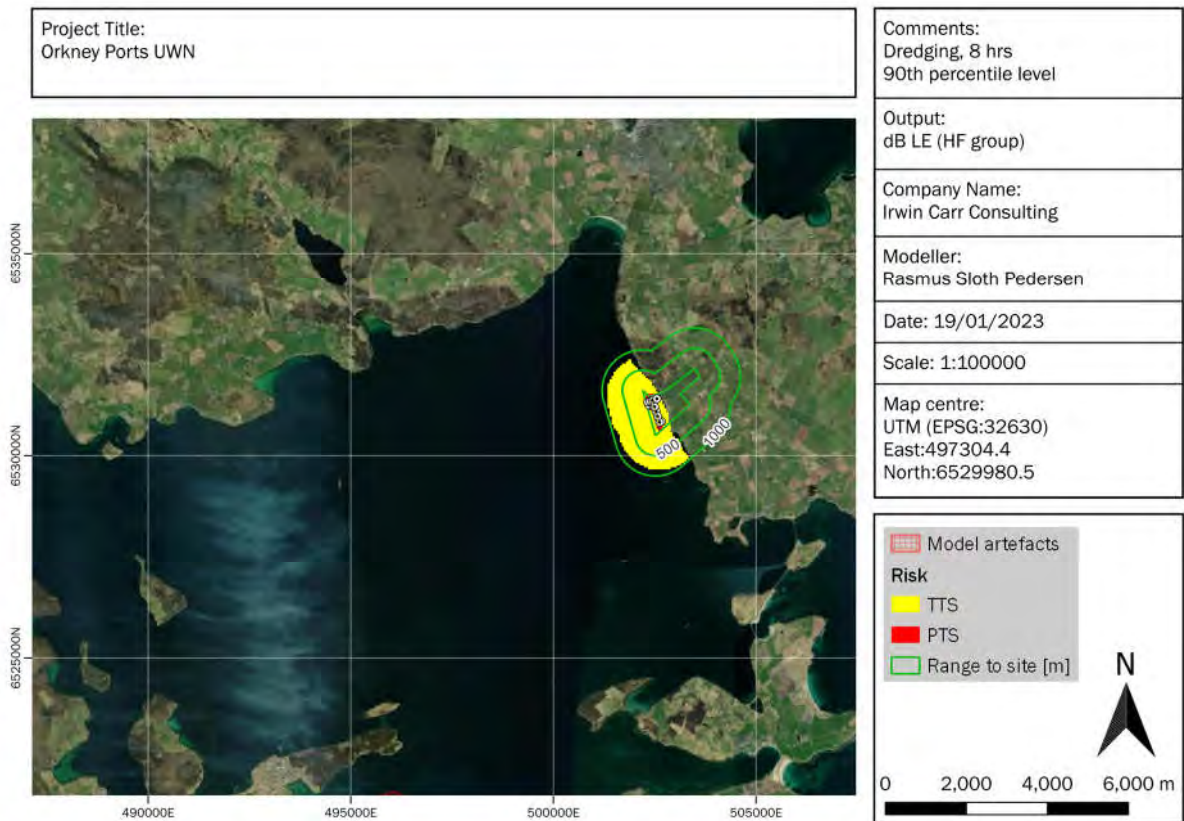 Project Title:
Orkney Ports UWN
Comments:
Dredging, 8 hrs
90th percentile level
Output:
dB LE (HF group)
Company Name:
Irwin Carr Consulting
Modeller:
Rasmus Sloth Pedersen
Date: 19/01/2023
Scale: 1:100000
Map centre:
UTM (EPSG:32630)
East:497304.4
North:6529980.5
6535000N
6530000N
6525000N
500
1000
490000E
495000E
500000E
505000E
Model artefacts
Risk
TTS
PTS
Range to site [m]
N
0 2,000 4,000 6,000 m